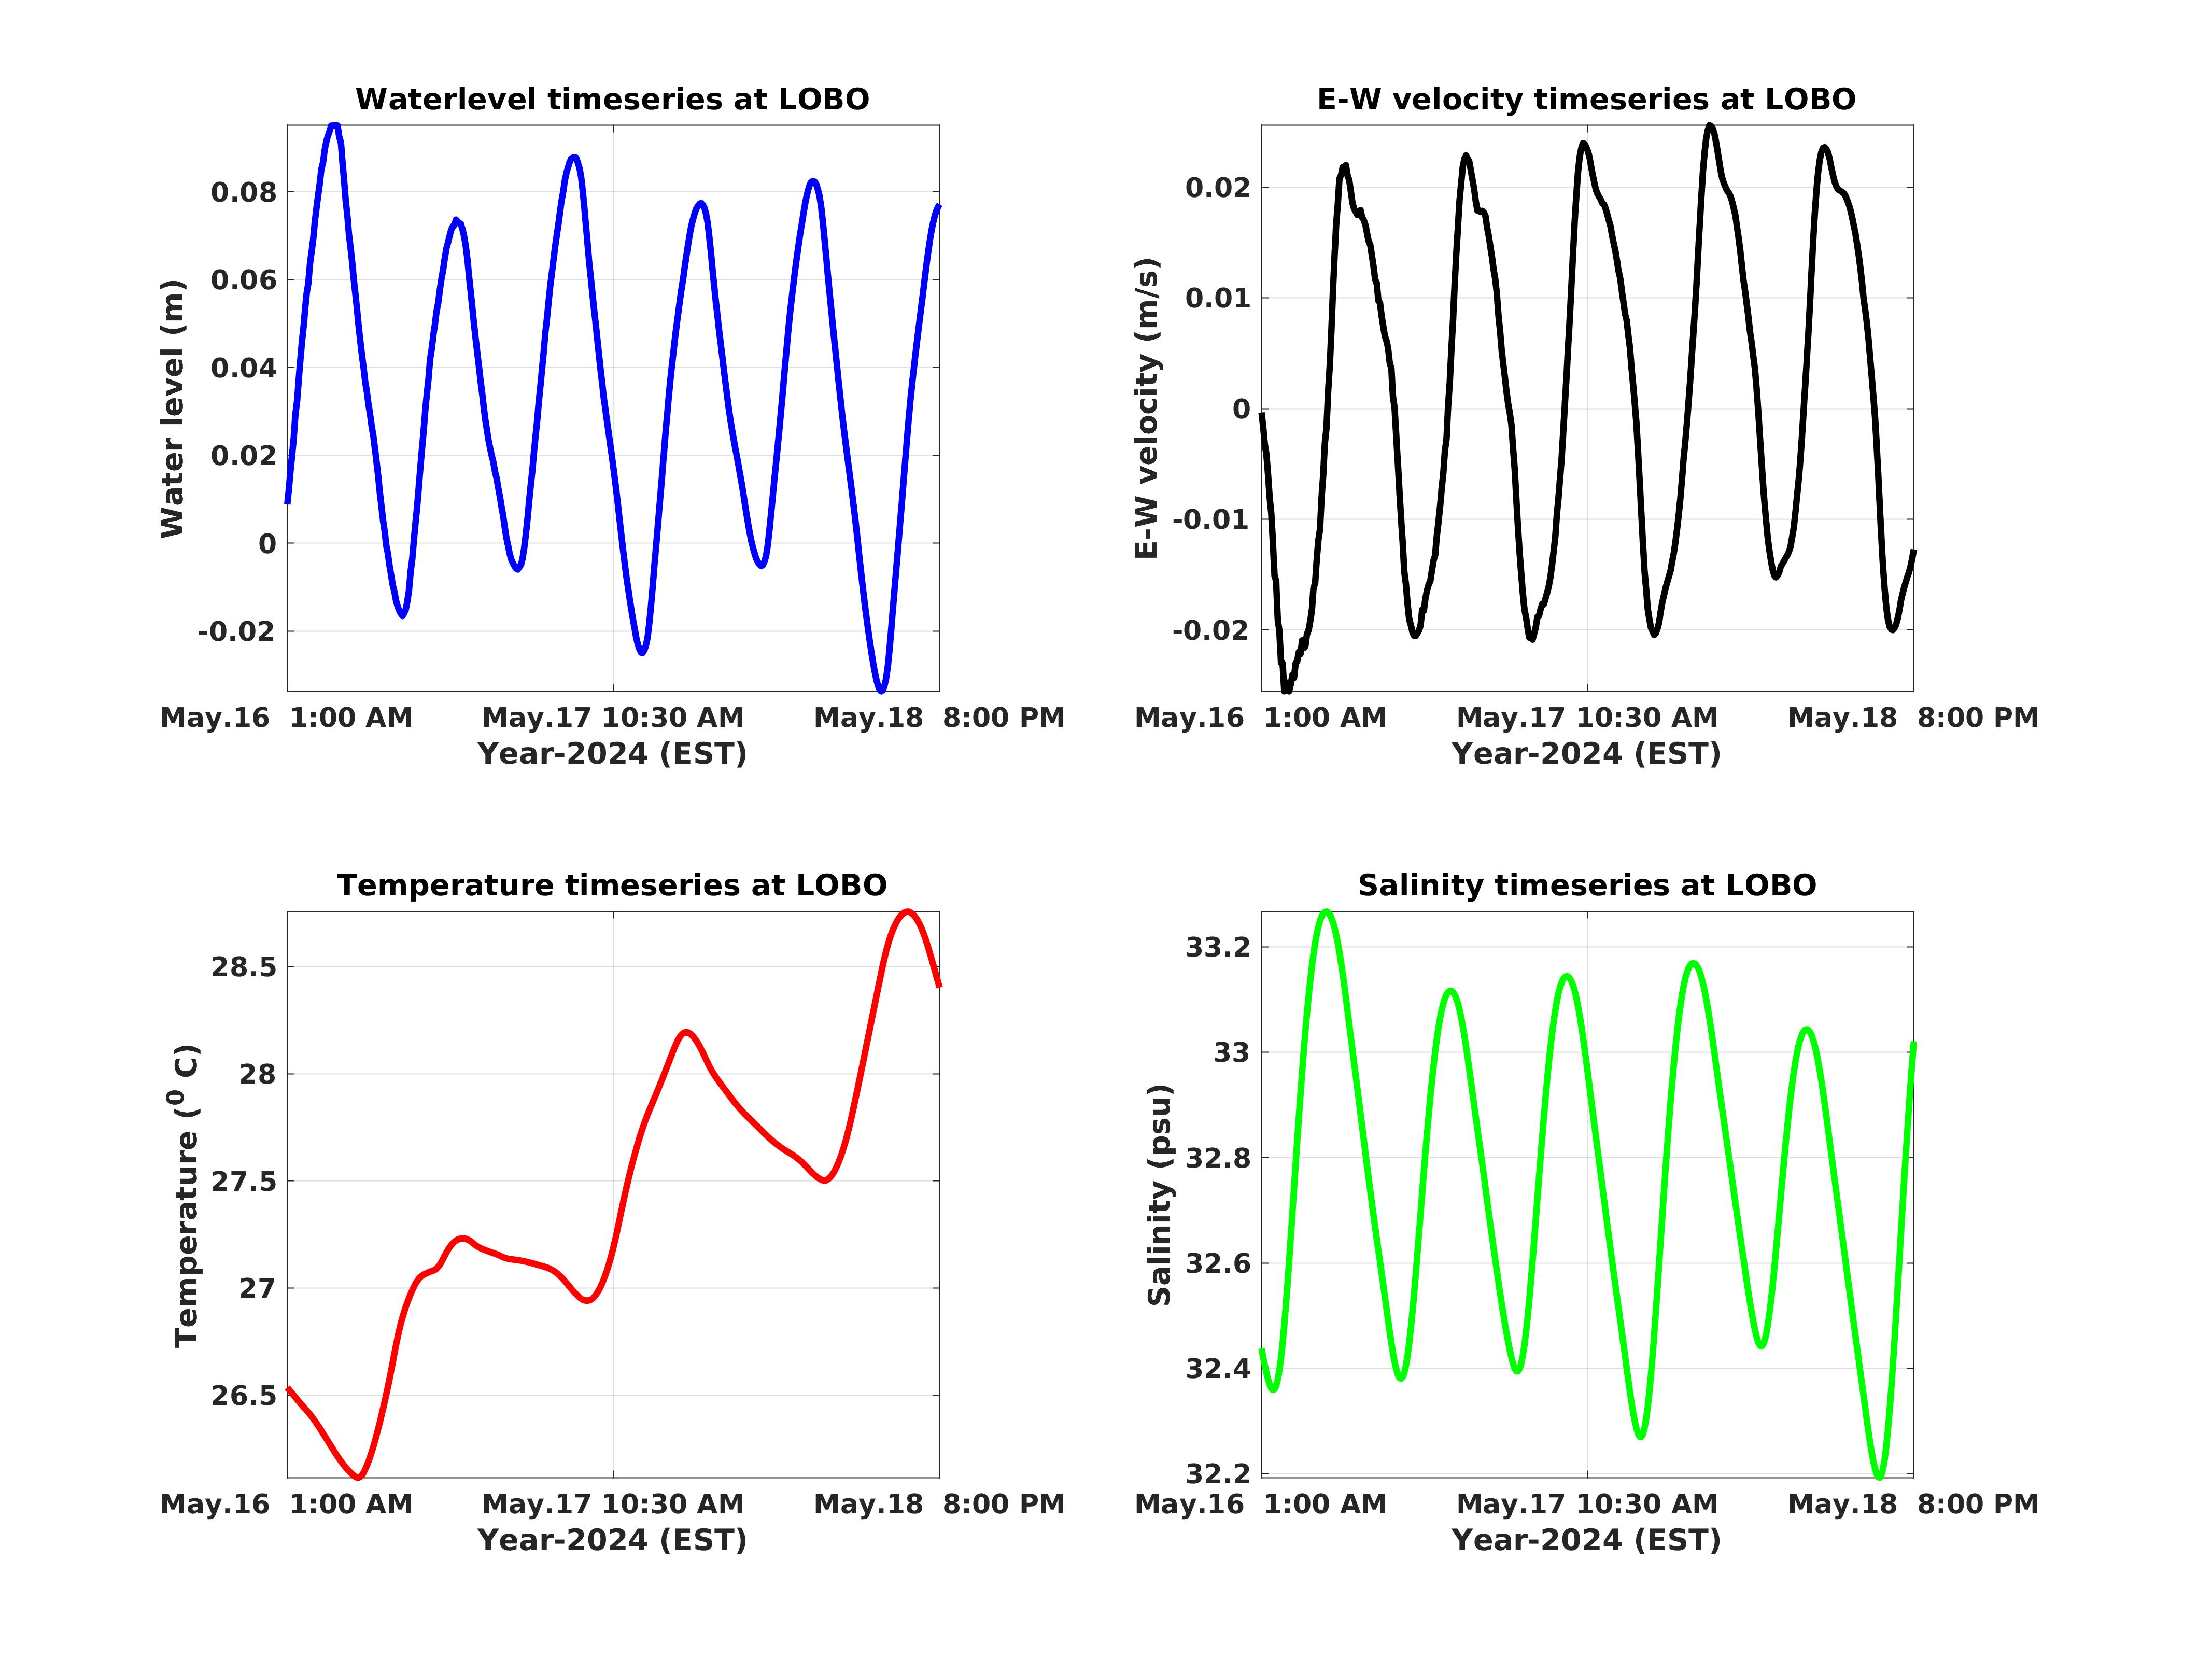 Waterlevel timeseries at LOBO
0.08
0.06
0.04
0.02
0
-0.02
Water level (m)
May.16 1:00 AM
May.17 10:30 AM
May.18 8:00 PM
Year-2024 (EST)
E-W velocity timeseries at LOBO
0.02
0.01
0
-0.01
-0.02
E-W velocity (m/s)
May.16 1:00 AM
May.17 10:30 AM
May.18 8:00 PM
Year-2024 (EST)
Temperature timeseries at LOBO
28.5
28
27.5
27
26.5
Temperature (⁰ C)
May.16 1:00 AM
May.17 10:30 AM
May.18 8:00 PM
Year-2024 (EST)
Salinity timeseries at LOBO
33.2
33
32.8
32.6
32.4
32.2
Salinity (psu)
May.16 1:00 AM
May.17 10:30 AM
May.18 8:00 PM
Year-2024 (EST)